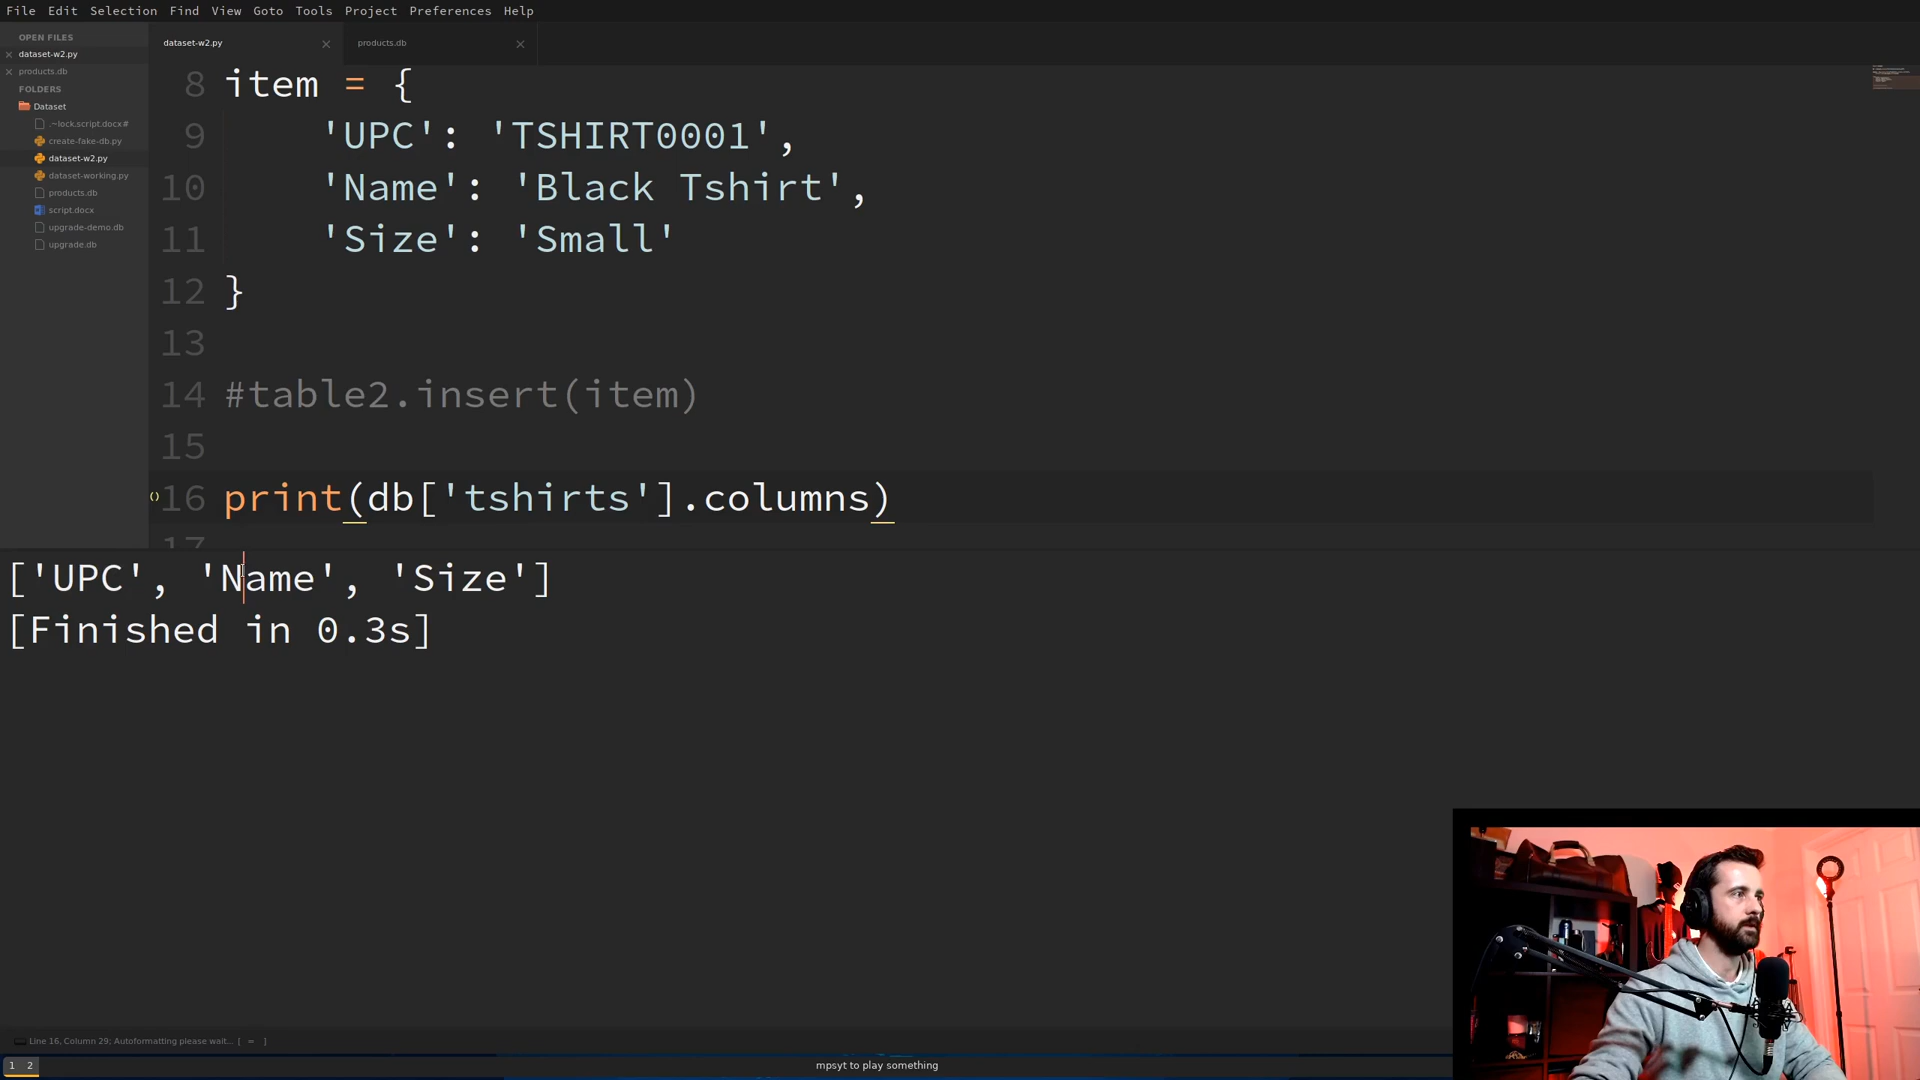 File Edit Selection Find View Goto Tools Project Preferences Help
OPEN FILES
dataset-w2.py
products.db
FOLDERS
Dataset
.~lock.script.docx#
create-fake-db.py
dataset-w2.py
dataset-working.py
products.db
script.docx
upgrade-demo.db
upgrade.db
dataset-w2.py products.db
8 item = {
9 'UPC': 'TSHIRT0001',
10 'Name': 'Black Tshirt',
11 'Size': 'Small'
12 }
13
14 #table2.insert(item)
15
16 print(db['tshirts'].columns)
17
['UPC', 'Name', 'Size']
[Finished in 0.3s]
Line 16, Column 29; Autoformatting please wait... [ = ]
1 2 mpsyt to play something